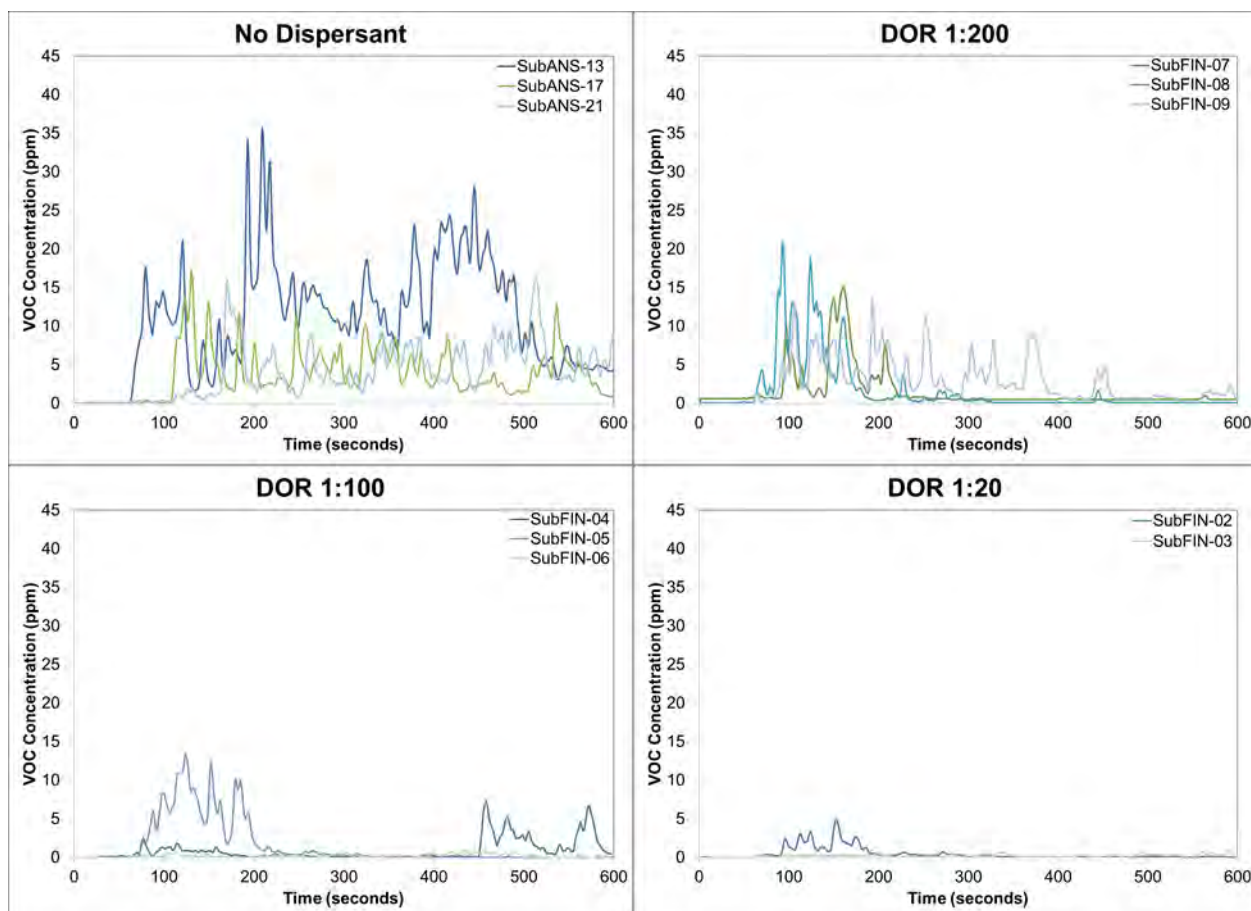 No Dispersant
45
40
35
30
25
20
15
10
5
0
VOC Concentration (ppm)
SubANS-13
SubANS-17
SubANS-21
0 100 200 300 400 500 600
Time (seconds)
DOR 1:200
45
40
35
30
25
20
15
10
5
0
VOC Concentration (ppm)
SubFIN-07
SubFIN-08
SubFIN-09
0 100 200 300 400 500 600
Time (seconds)
DOR 1:100
45
40
35
30
25
20
15
10
5
0
VOC Concentration (ppm)
SubFIN-04
SubFIN-05
SubFIN-06
0 100 200 300 400 500 600
Time (seconds)
DOR 1:20
45
40
35
30
25
20
15
10
5
0
VOC Concentration (ppm)
SubFIN-02
SubFIN-03
0 100 200 300 400 500 600
Time (seconds)